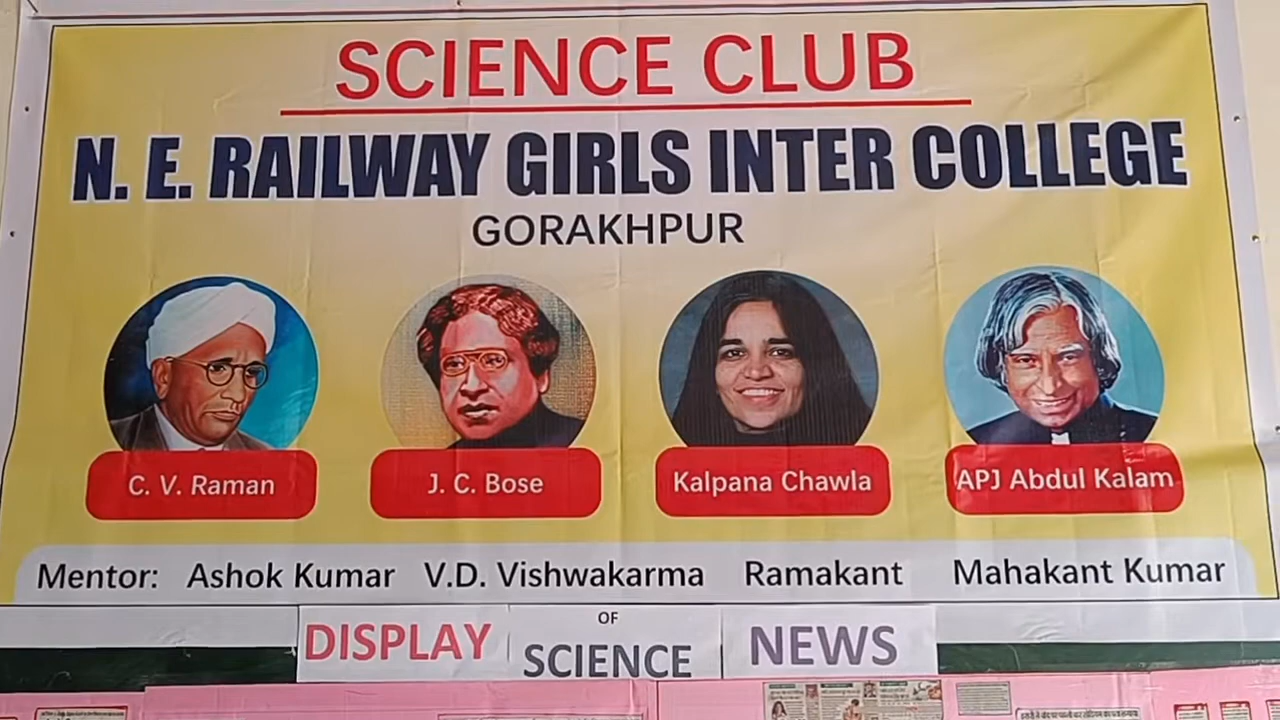 SCIENCE CLUB
N. E. RAILWAY GIRLS INTER COLLEGE
GORAKHPUR
C. V. Raman
J. C. Bose
Kalpana Chawla
APJ Abdul Kalam
Mentor: Ashok Kumar V.D. Vishwakarma Ramakant Mahakant Kumar
DISPLAY OF SCIENCE NEWS